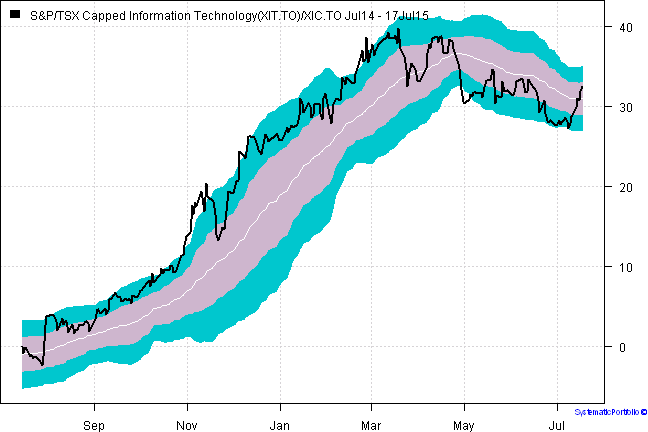 S&P/TSX Capped Information Technology(XIT.TO)/XIC.TO Jul14 - 17Jul15
40
30
20
10
0
Sep Nov Jan Mar May Jul
SystematicPortfolio ©